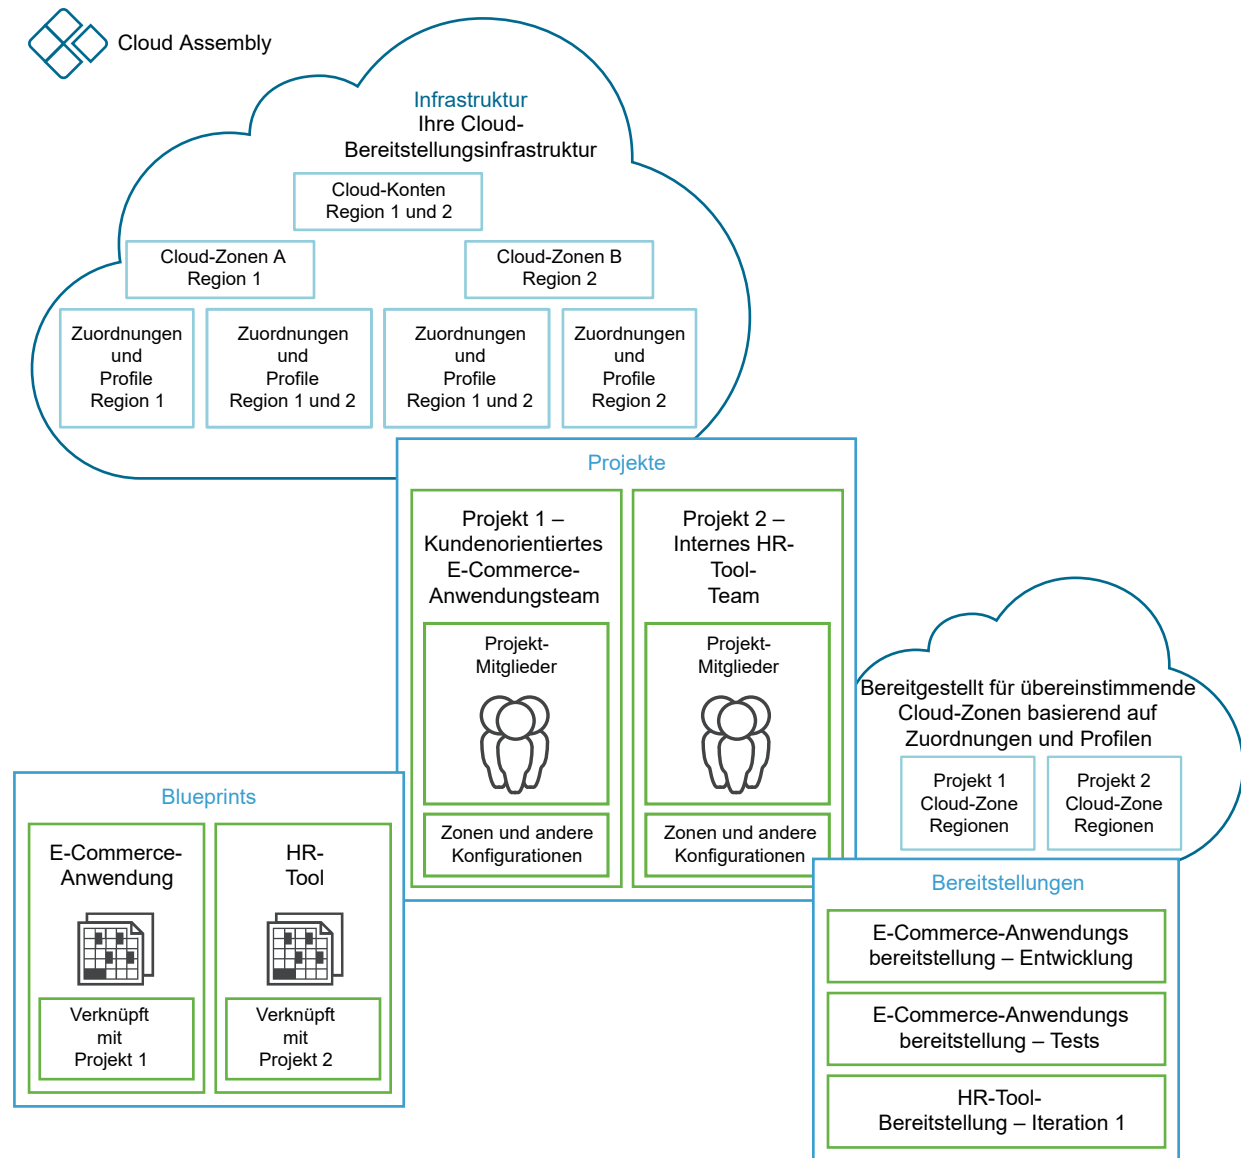 Cloud Assembly
Infrastruktur
Ihre Cloud-
Bereitstellungsinfrastruktur
Cloud-Konten
Region 1 und 2
Cloud-Zonen A
Region 1
Cloud-Zonen B
Region 2
Zuordnungen
und
Profile
Region 1
Zuordnungen
und
Profile
Region 1 und 2
Zuordnungen
und
Profile
Region 1 und 2
Zuordnungen
und
Profile
Region 2
Projekte
Projekt 1 –
Kundenorientiertes
E-Commerce-
Anwendungsteam
Projekt-
Mitglieder
Zonen und andere
Konfigurationen
Projekt 2 –
Internes HR-
Tool-
Team
Projekt-
Mitglieder
Zonen und andere
Konfigurationen
Bereitgestellt für übereinstimmende
Cloud-Zonen basierend auf
Zuordnungen und Profilen
Projekt 1
Cloud-Zone
Regionen
Projekt 2
Cloud-Zone
Regionen
Blueprints
E-Commerce-
Anwendung
Verknüpft
mit
Projekt 1
HR-
Tool
Verknüpft
mit
Projekt 2
Bereitstellungen
E-Commerce-Anwendungs
bereitstellung – Entwicklung
E-Commerce-Anwendungs
bereitstellung – Tests
HR-Tool-
Bereitstellung – Iteration 1